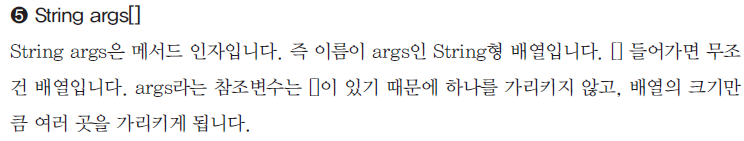 ❺ String args[]
String args은 메서드 인자입니다. 즉 이름이 args인 String형 배열입니다. [] 들어가면 무조
건 배열입니다. args라는 참조변수는 []이 있기 때문에 하나를 가리키지 않고, 배열의 크기만
큼 여러 곳을 가리키게 됩니다.